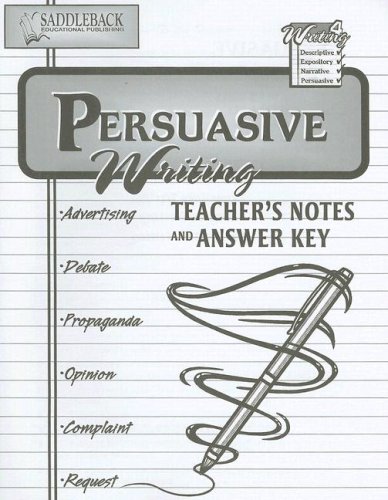 SADDLEBACK
EDUCATIONAL PUBLISHING
Writing 4
Descriptive
Expository
Narrative
Persuasive
PERSUASIVE
Writing
TEACHER'S NOTES
AND ANSWER KEY
•Advertising
•Debate
•Propaganda
•Opinion
•Complaint
•Request